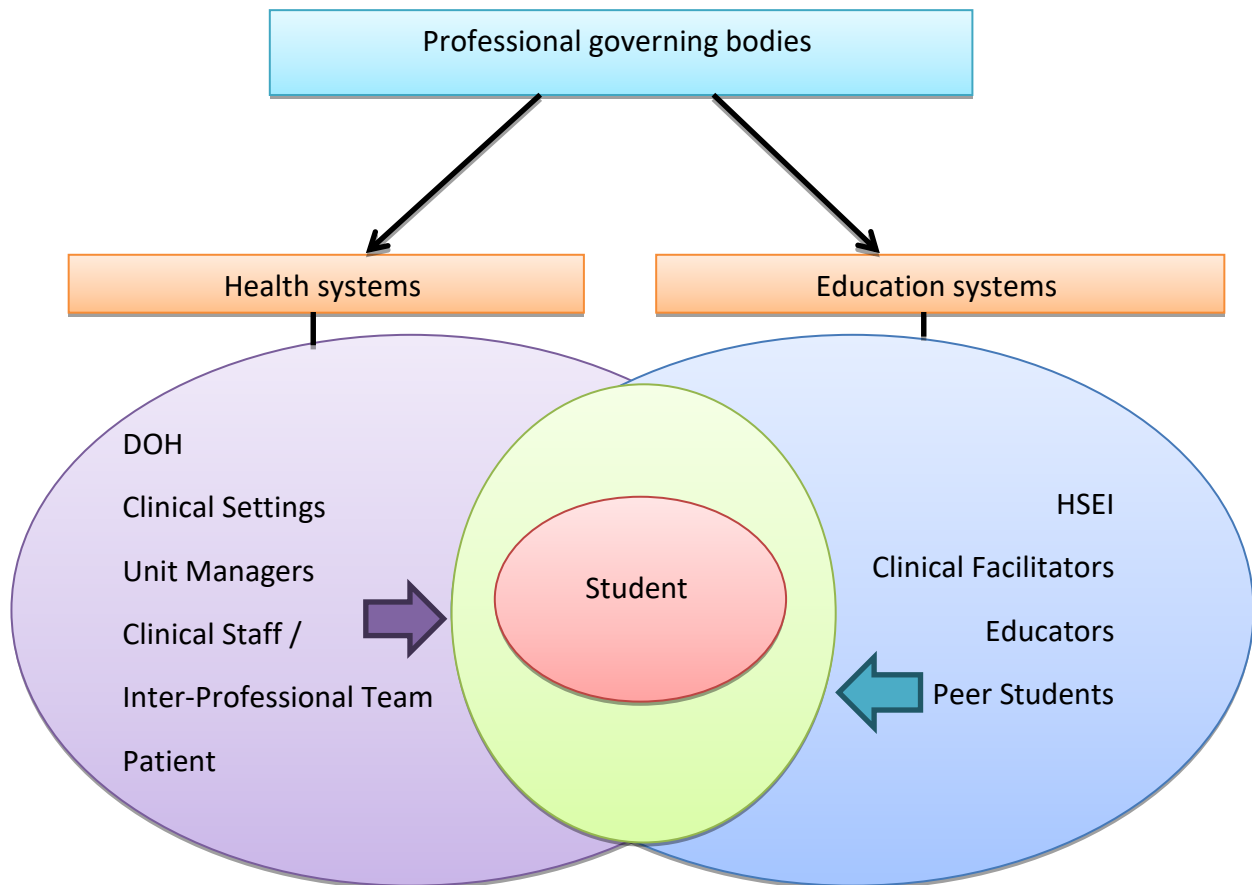 Professional governing bodies
Health systems
Education systems
DOH
Clinical Settings
Unit Managers
Clinical Staff /
Inter-Professional Team
Patient
Student
HSEI
Clinical Facilitators
Educators
Peer Students